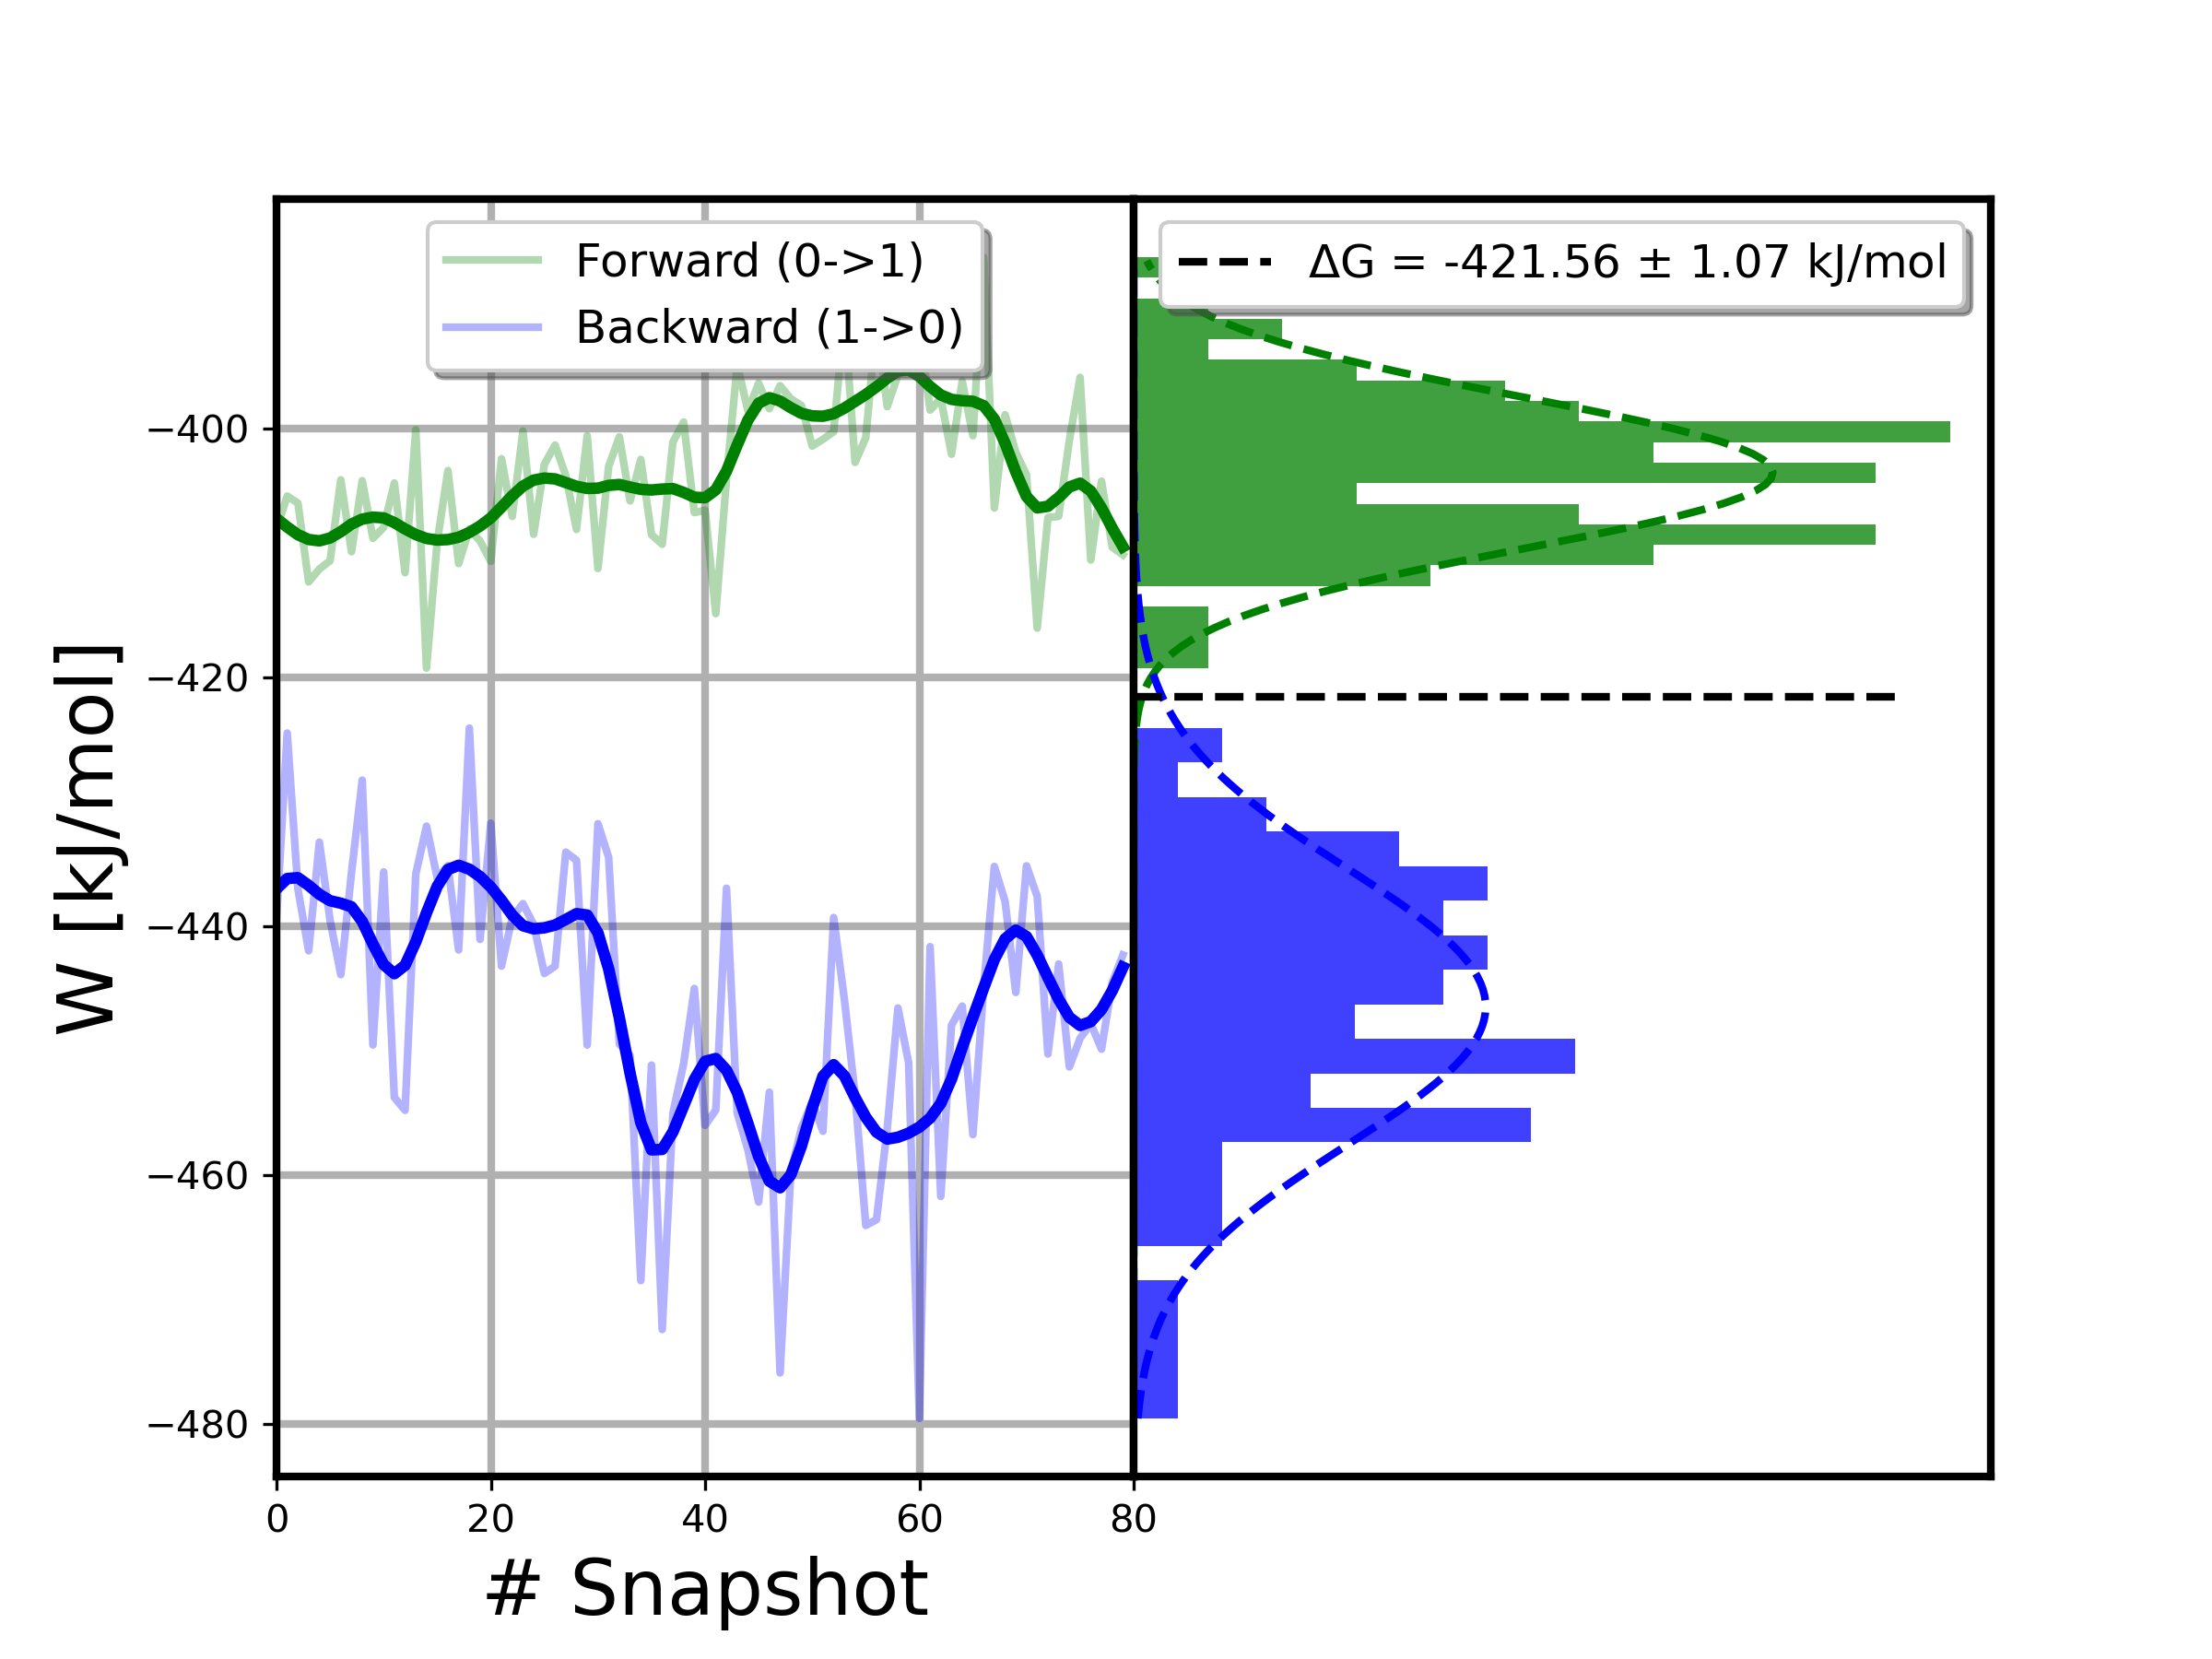 Forward (0->1)
Backward (1->0)
ΔG = -421.56 ± 1.07 kJ/mol
W [kJ/mol]
−400
−420
−440
−460
−480
0 20 40 60 80
# Snapshot